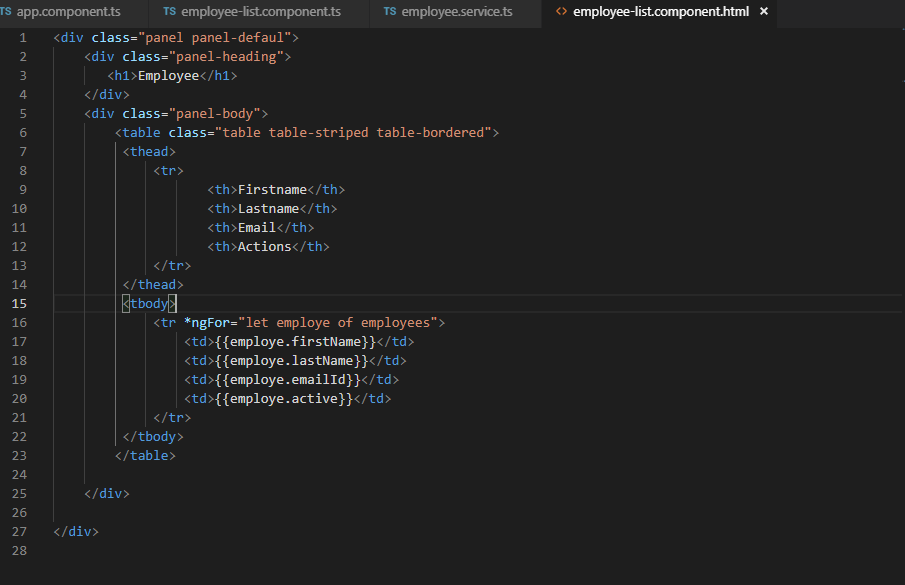 TS app.component.ts TS employee-list.component.ts TS employee.service.ts <> employee-list.component.html ×
1 <div class="panel panel-defaul">
2 <div class="panel-heading">
3 <h1>Employee</h1>
4 </div>
5 <div class="panel-body">
6 <table class="table table-striped table-bordered">
7 <thead>
8 <tr>
9 <th>Firstname</th>
10 <th>Lastname</th>
11 <th>Email</th>
12 <th>Actions</th>
13 </tr>
14 </thead>
15 <tbody>
16 <tr *ngFor="let employe of employees">
17 <td>{{employe.firstName}}</td>
18 <td>{{employe.lastName}}</td>
19 <td>{{employe.emailId}}</td>
20 <td>{{employe.active}}</td>
21 </tr>
22 </tbody>
23 </table>
24
25 </div>
26
27 </div>
28